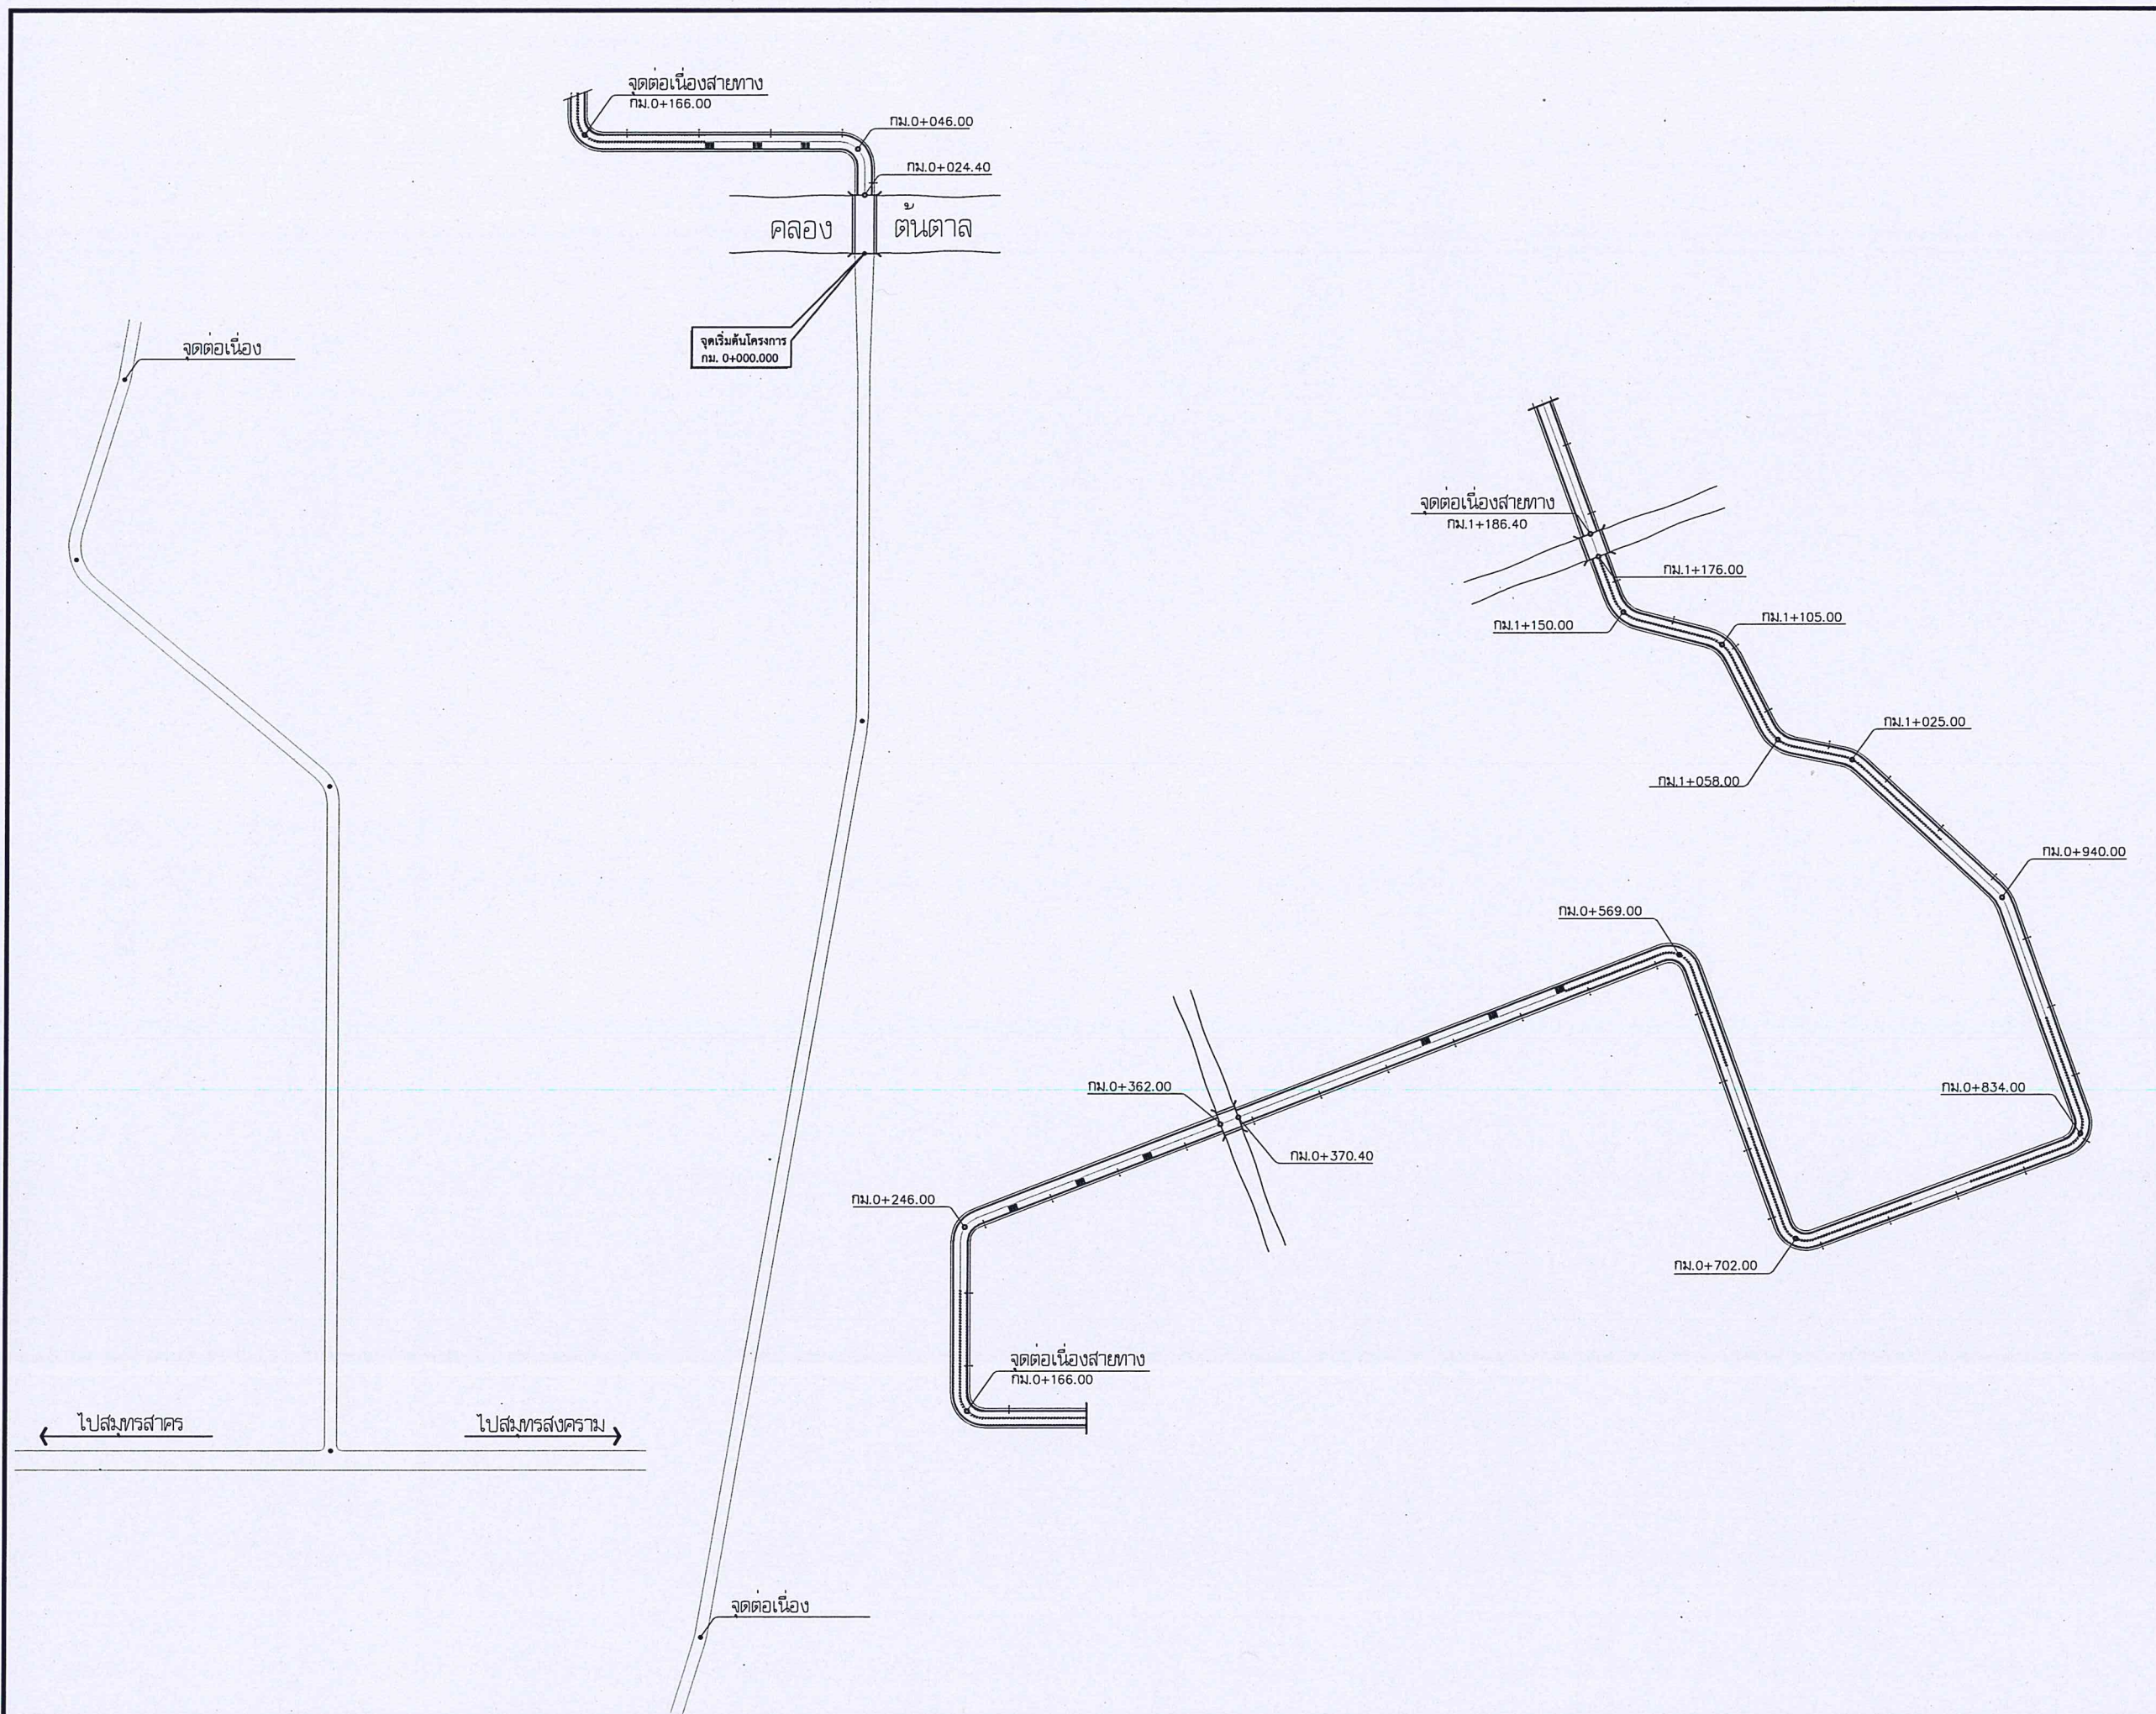 จุดต่อเนื่องสายทาง
กม.0+166.00
กม.0+046.00
กม.0+024.40
คลอง ต้นตาล
จุดเริ่มต้นโครงการ
กม. 0+000.000
จุดต่อเนื่อง
จุดต่อเนื่องสายทาง
กม.1+186.40
กม.1+176.00
กม.1+150.00
กม.1+105.00
กม.1+025.00
กม.1+058.00
กม.0+940.00
กม.0+569.00
กม.0+362.00
กม.0+834.00
กม.0+370.40
กม.0+246.00
กม.0+702.00
จุดต่อเนื่องสายทาง
กม.0+166.00
ไปสมุทรสาคร
ไปสมุทรสงคราม
จุดต่อเนื่อง